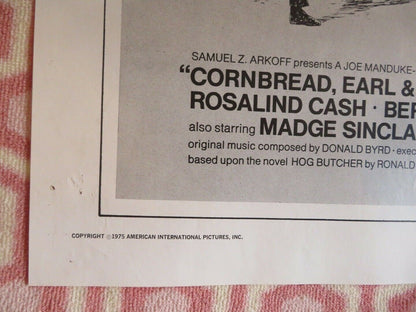 SAMUEL Z. ARKOFF presents A JOE MANDUKE-
"CORNBREAD, EARL &
ROSALIND CASH · BER
also starring MADGE SINCLA
original music composed by DONALD BYRD · exec
based upon the novel HOG BUTCHER by RONALD
COPYRIGHT ©1975 AMERICAN INTERNATIONAL PICTURES, INC.